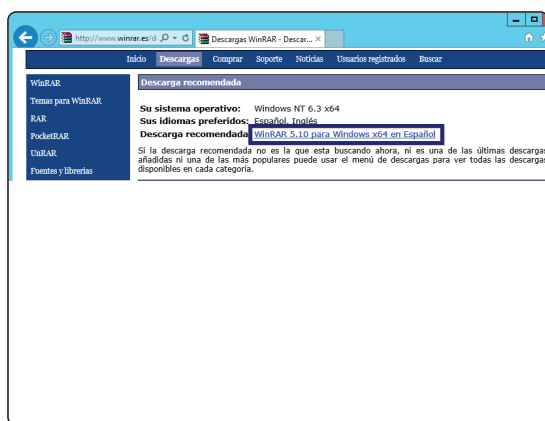 http://www.winrar.es/d
Descargas WinRAR - Descar...
Inicio Descargas Comprar Soporte Noticias Usuarios registrados Buscar
WinRAR
Temas para WinRAR
RAR
PocketRAR
UnRAR
Fuentes y librerias
Descarga recomendada
Su sistema operativo: Windows NT 6.3 x64
Sus idiomas preferidos: Español, Inglés
Descarga recomendada WinRAR 5.10 para Windows x64 en Español
Si la descarga recomendada no es la que esta buscando ahora, ni es una de las últimas descargas
añadidas ni una de las más populares puede usar el menú de descargas para ver todas las descargas
disponibles en cada categoria.